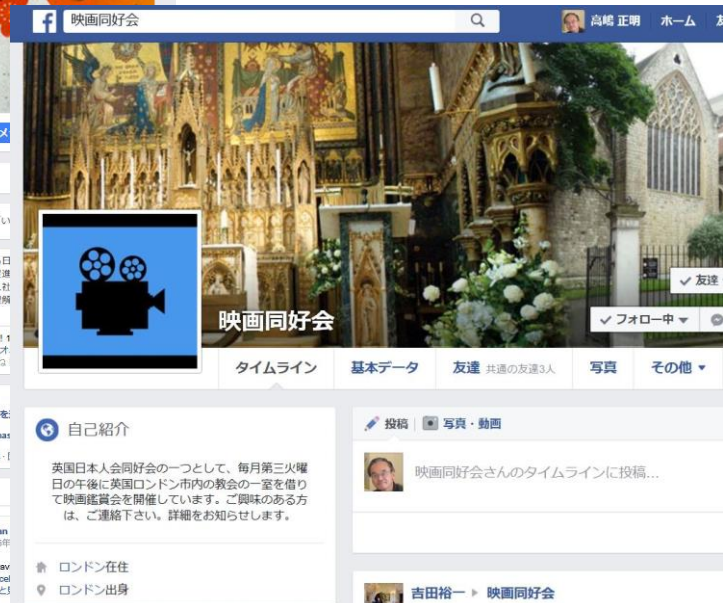 映画同好会
高嶋 正明 ホーム 友
映画同好会
友達
フォロー中
タイムライン 基本データ 友達 共通の友達3人 写真 その他
自己紹介
英国日本人会同好会の一つとして、毎月第三火曜
日の午後に英国ロンドン市内の教会の一室を借り
て映画鑑賞会を開催しています。ご興味のある方
は、ご連絡下さい。詳細をお知らせします。
ロンドン在住
ロンドン出身
投稿 写真・動画
映画同好会さんのタイムラインに投稿...
吉田裕一 ▶ 映画同好会